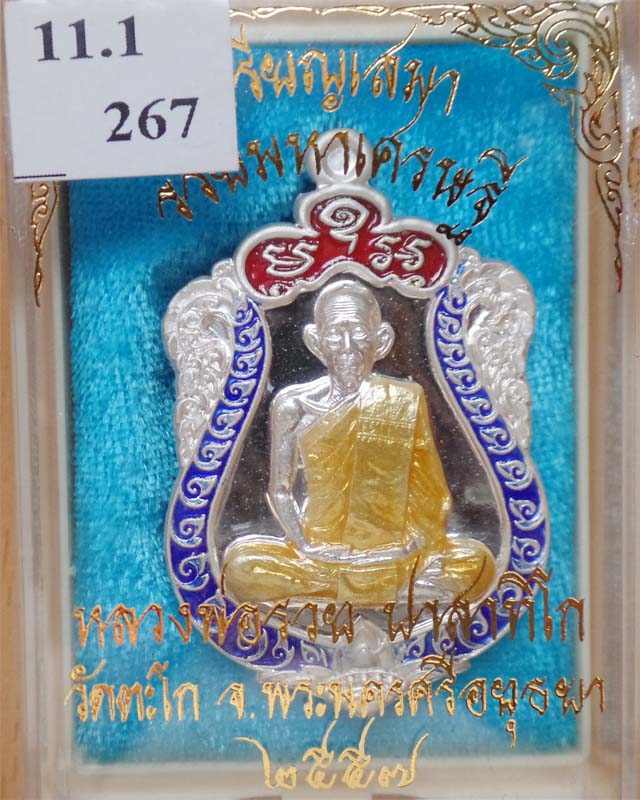 11.1
267
เหรียญเสมา
รวยมหาเศรษฐี
หลวงพ่อรวย ปาสาทิโก
วัดตะโก จ.พระนครศรีอยุธยา
๒๕๕๗